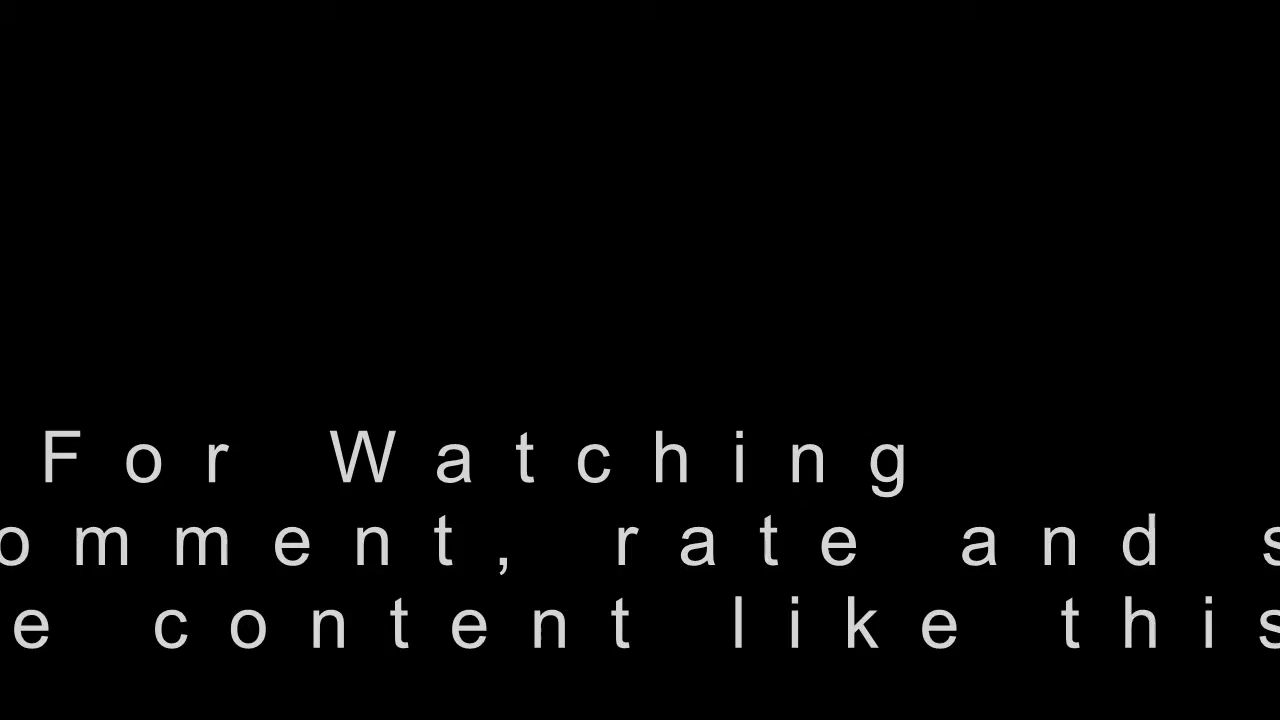 For Watching
omment, rate and s
e content like this